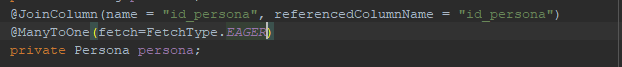 @JoinColumn(name = "id_persona", referencedColumnName = "id_persona")
@ManyToOne(fetch=FetchType.EAGER)
private Persona persona;